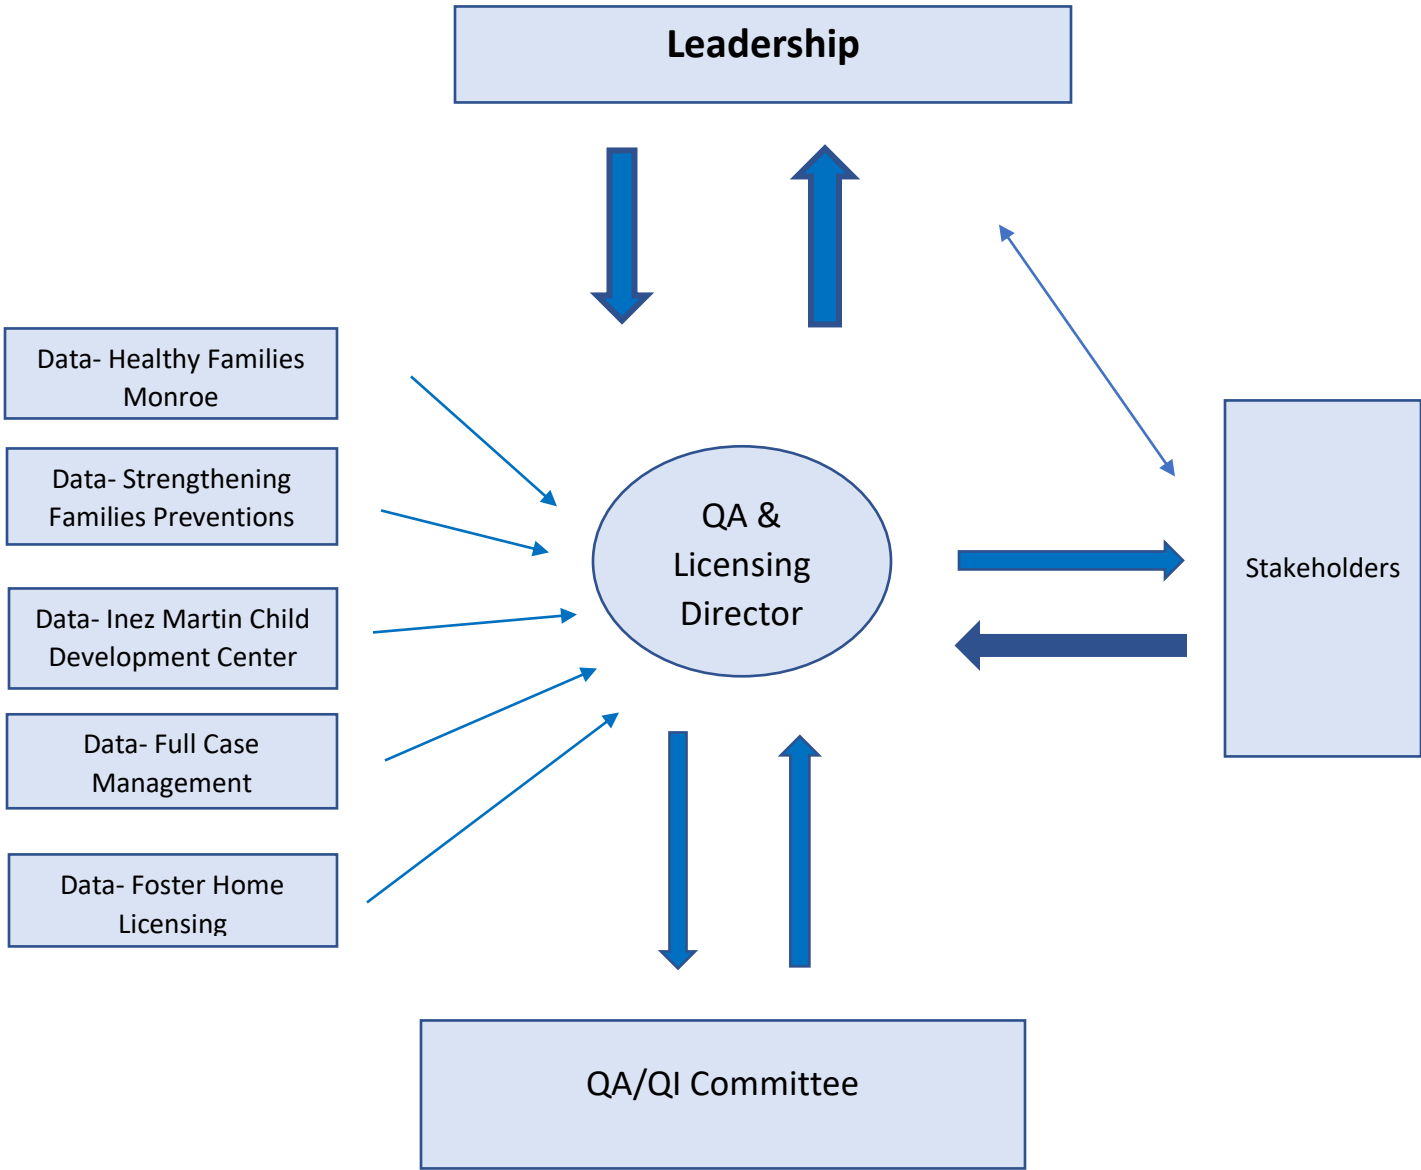 Leadership
Data- Healthy Families
Monroe
Data- Strengthening
Families Preventions
Data- Inez Martin Child
Development Center
Data- Full Case
Management
Data- Foster Home
Licensing
QA &
Licensing
Director
Stakeholders
QA/QI Committee